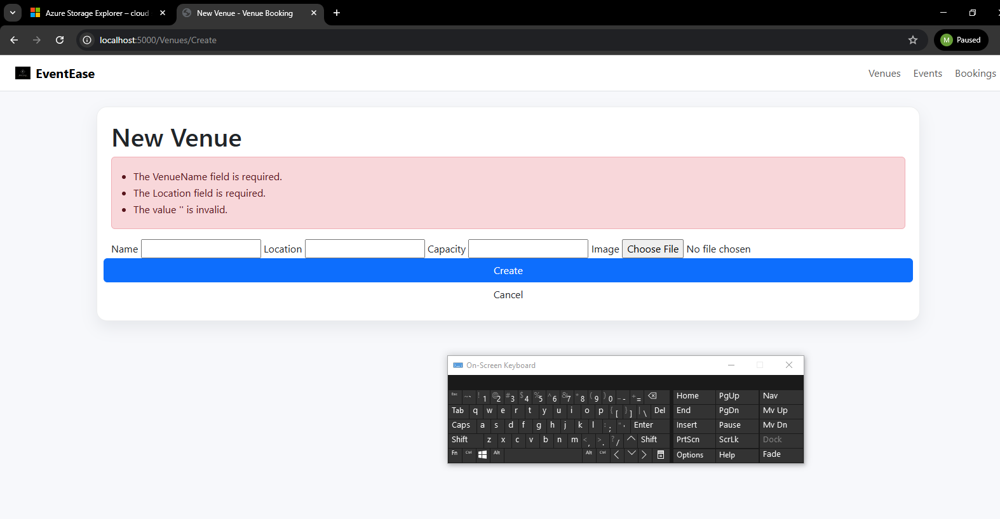 Azure Storage Explorer – cloud
New Venue - Venue Booking
localhost:5000/Venues/Create
M Paused
EventEase
Venues Events Bookings
New Venue
The VenueName field is required.
The Location field is required.
The value '' is invalid.
Name Location Capacity Image Choose File No file chosen
Create
Cancel
On-Screen Keyboard
Esc ~ ` ! 1 @ 2 # 3 $ 4 % 5 ^ 6 & 7 * 8 ( 9 ) 0 _ - + = Home PgUp Nav
Tab q w e r t y u i o p { [ } ] | \ Del End PgDn Mv Up
Caps a s d f g h j k l : ; " ' Enter Insert Pause Mv Dn
Shift z x c v b n m < , > . ? / Shift PrtScn ScrLk Dock
Fn Ctrl Alt Alt Ctrl Options Help Fade